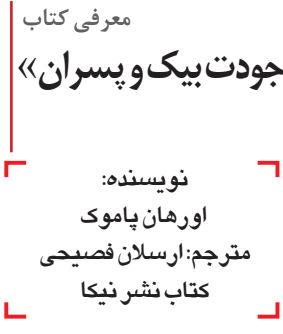 معرفی کتاب
جودت بیک و پسران»
نویسنده:
اورهان پاموک
مترجم: ارسلان فصیحی
کتاب نشر نیکا